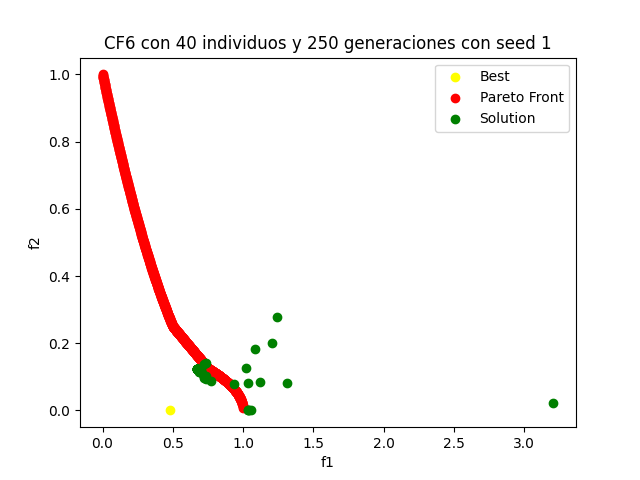 CF6 con 40 individuos y 250 generaciones con seed 1
Best
Pareto Front
Solution
1.0
0.8
0.6
0.4
0.2
0.0
f2
0.0 0.5 1.0 1.5 2.0 2.5 3.0
f1